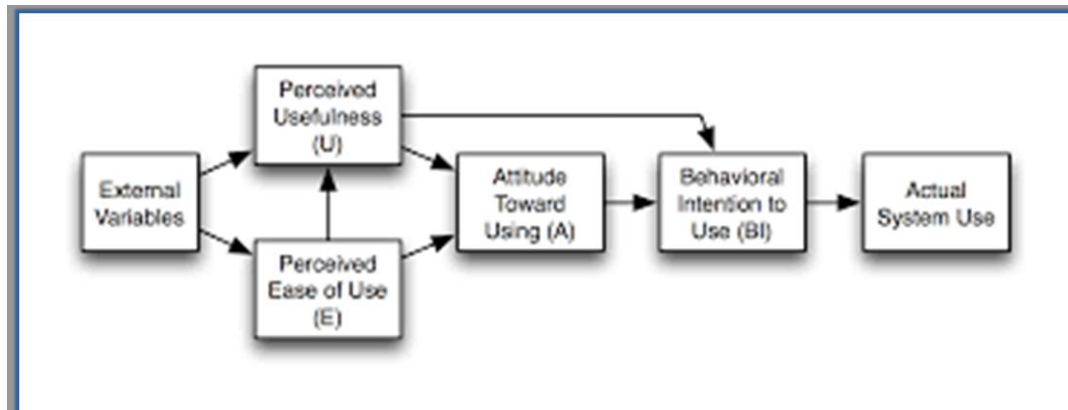 Perceived
Usefulness
(U)
External
Variables
Perceived
Ease of Use
(E)
Attitude
Toward
Using (A)
Behavioral
Intention to
Use (BI)
Actual
System Use